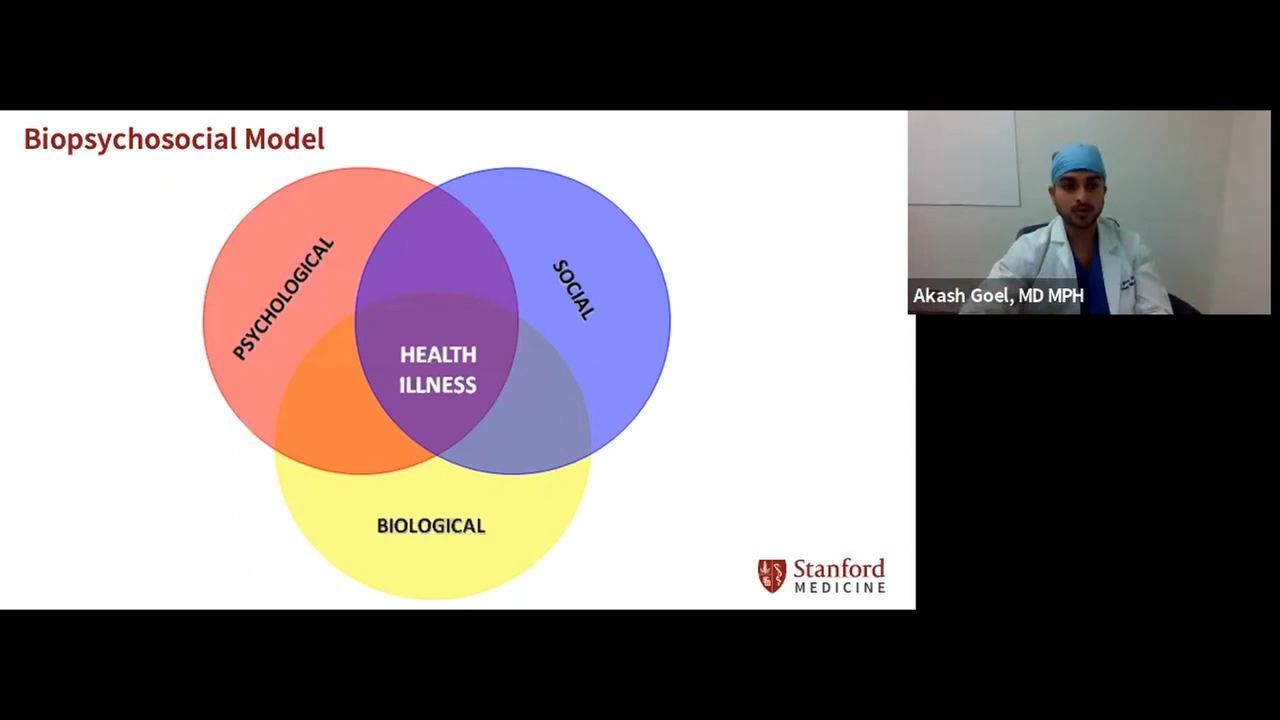 Biopsychosocial Model
PSYCHOLOGICAL
SOCIAL
HEALTH
ILLNESS
BIOLOGICAL
Stanford
MEDICINE
Akash Goel, MD MPH